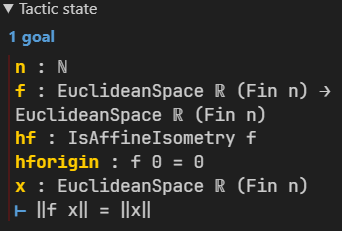 ▼ Tactic state
1 goal
n : ℕ
f : EuclideanSpace ℝ (Fin n) →
EuclideanSpace ℝ (Fin n)
hf : IsAffineIsometry f
hforigin : f 0 = 0
x : EuclideanSpace ℝ (Fin n)
⊢ ‖f x‖ = ‖x‖